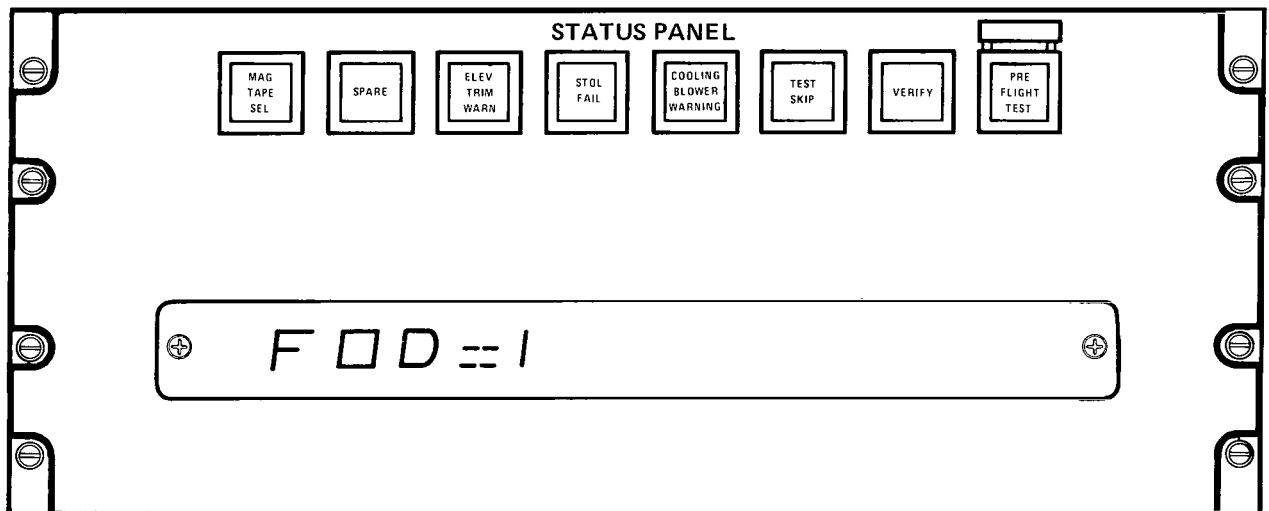 STATUS PANEL
MAG
TAPE
SEL
SPARE
ELEV
TRIM
WARN
STOL
FAIL
COOLING
BLOWER
WARNING
TEST
SKIP
VERIFY
PRE
FLIGHT
TEST
FOD==1